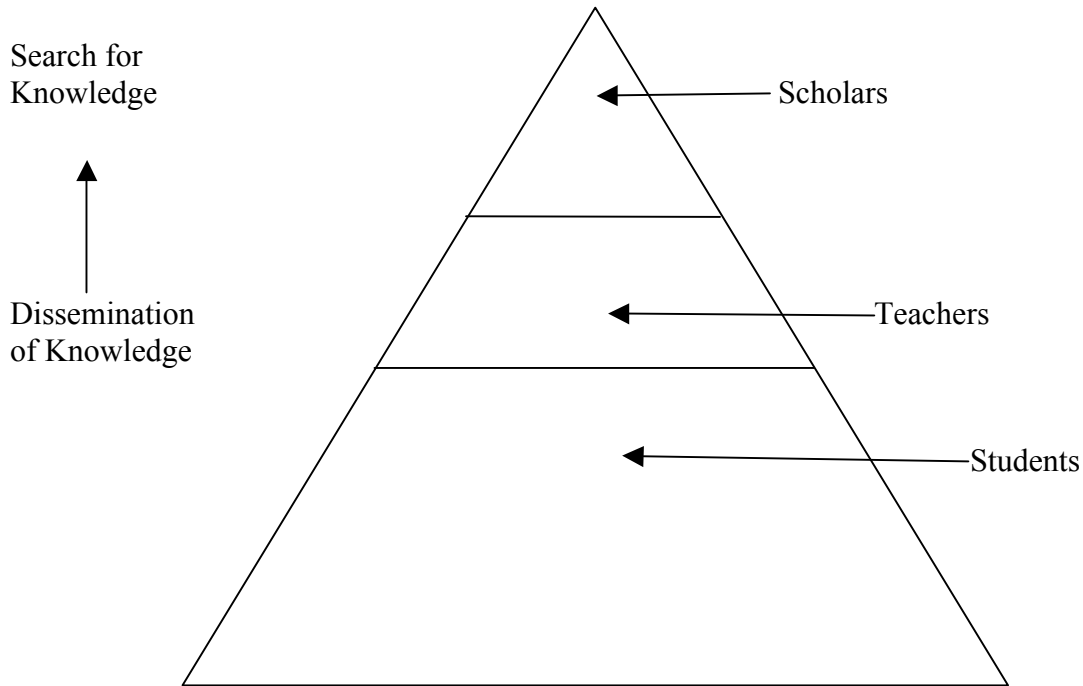 Search for
Knowledge
Scholars
Dissemination
of Knowledge
Teachers
Students